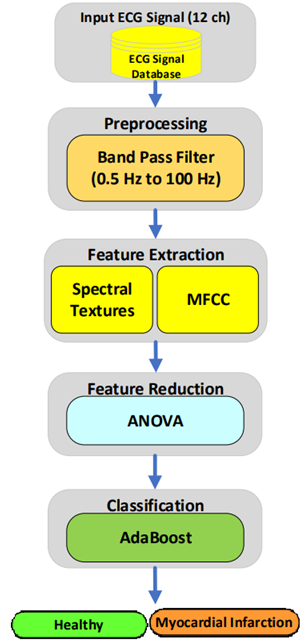 Input ECG Signal (12 ch)
ECG Signal
Database
Preprocessing
Band Pass Filter
(0.5 Hz to 100 Hz)
Feature Extraction
Spectral
Textures
MFCC
Feature Reduction
ANOVA
Classification
AdaBoost
Healthy
Myocardial Infarction